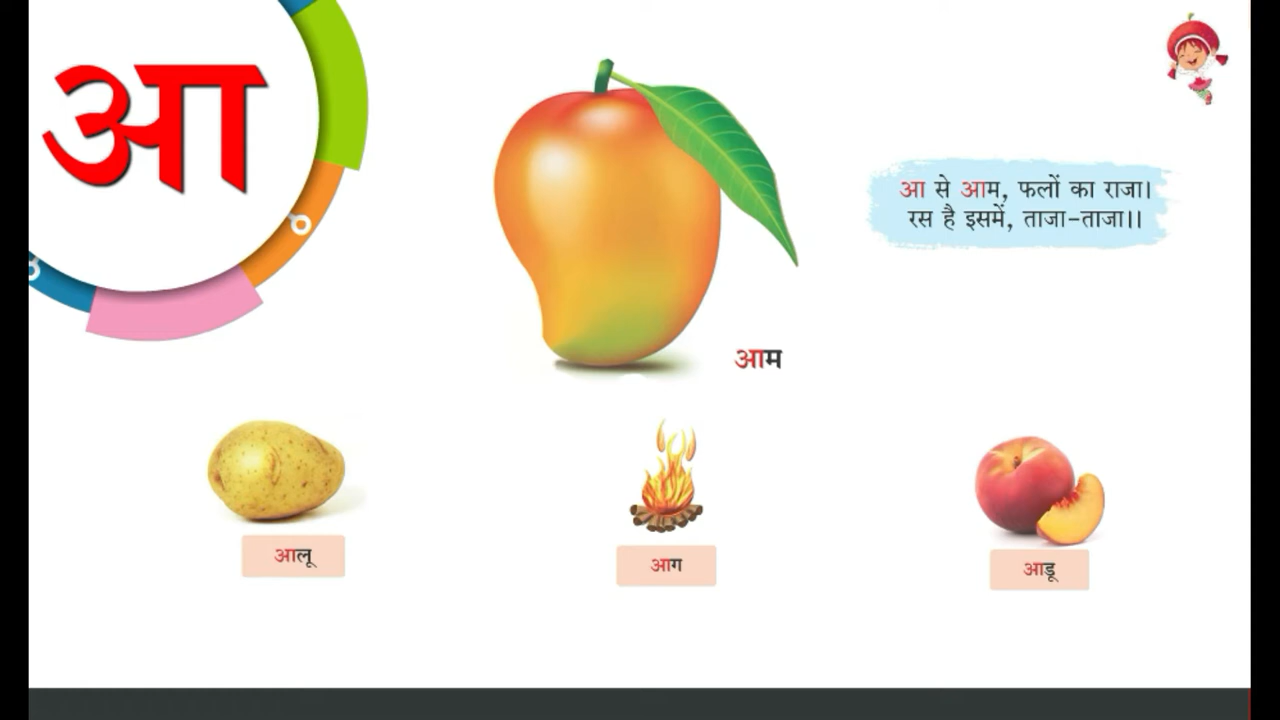 आ
आ से आम, फलों का राजा।
रस है इसमें, ताजा-ताजा।।
आम
आलू
आग
आडू